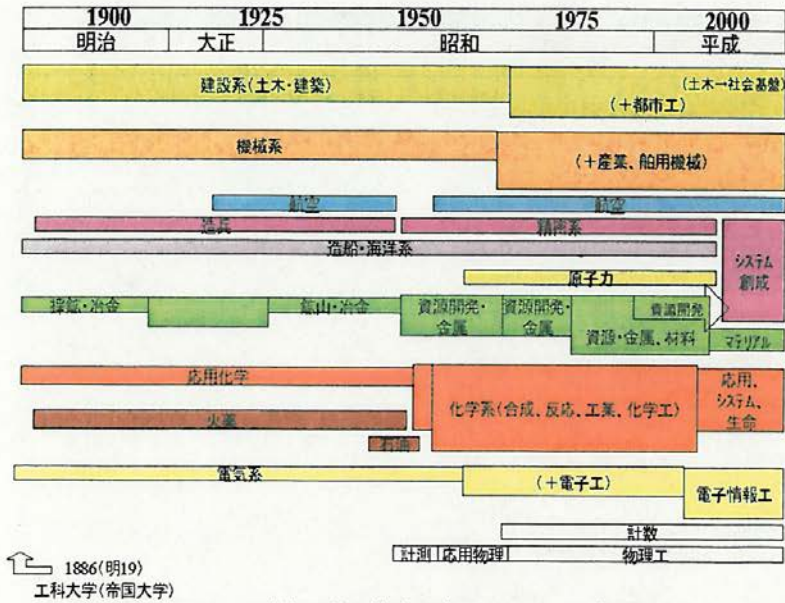 1900 1925 1950 1975 2000
明治 大正 昭和 平成
建設系(土木・建築)
(土木→社会基盤)
(+都市工)
機械系
(+産業、舶用機械)
航空 航空
造兵 精密系
造船・海洋系
システム
創成
原子力
採鉱・冶金 鉱山・冶金
資源開発・
金属
資源開発・
金属
資源開発
資源・金属、材料
マテリアル
応用化学
化学系(合成、反応、工業、化学工)
応用、
システム、
生命
火薬
石油
電気系
(+電子工)
電子情報工
計数
計測 応用物理 物理工
1886(明19)
工科大学(帝国大学)